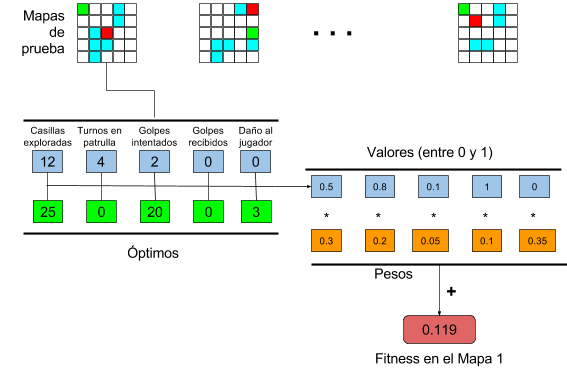 Mapas
de
prueba
. . .
Casillas Turnos en Golpes Golpes Daño al
exploradas patrulla intentados recibidos jugador
12 4 2 0 0
25 0 20 0 3
Óptimos
Valores (entre 0 y 1)
0.5 0.8 0.1 1 0
* * * * *
0.3 0.2 0.05 0.1 0.35
Pesos
+
0.119
Fitness en el Mapa 1